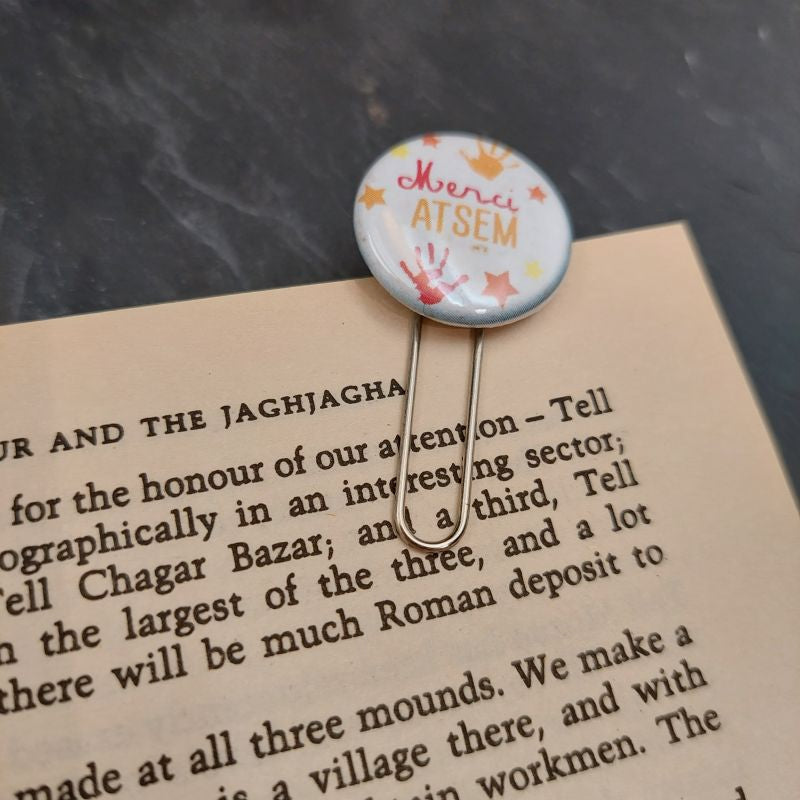 Merci
ATSEM
UR AND THE JAGHJAGHA
for the honour of our attention – Tell
ographically in an interesting sector;
Tell Chagar Bazar; and a third, Tell
the largest of the three, and a lot
there will be much Roman deposit to
made at all three mounds. We make a
is a village there, and with
workmen. The